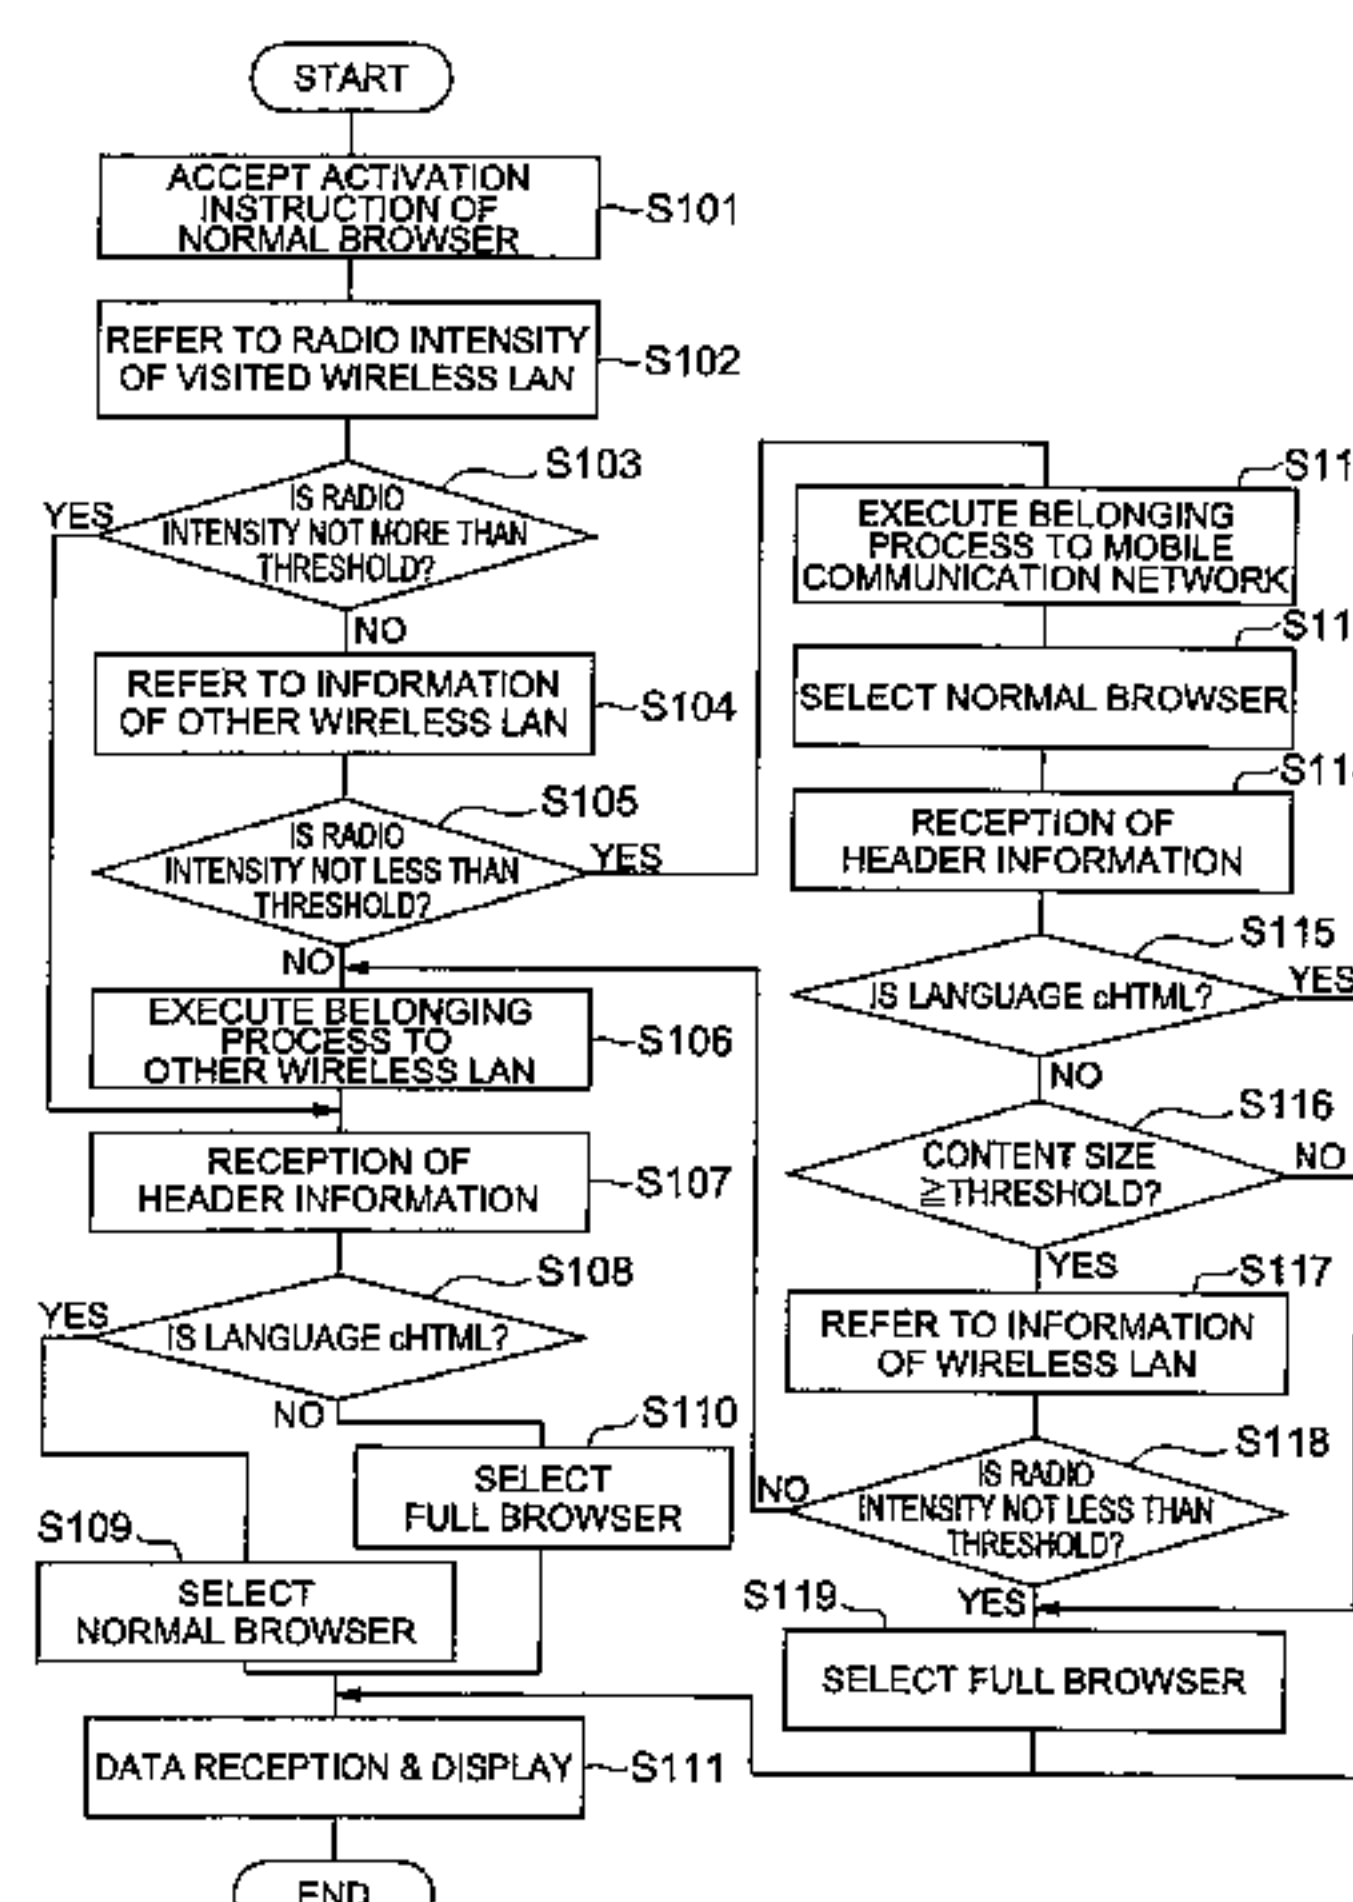 START
ACCEPT ACTIVATION
INSTRUCTION OF
NORMAL BROWSER
S101
REFER TO RADIO INTENSITY
OF VISITED WIRELESS LAN
S102
S103
IS RADIO
INTENSITY NOT MORE THAN
THRESHOLD?
YES
NO
REFER TO INFORMATION
OF OTHER WIRELESS LAN
S104
S105
IS RADIO
INTENSITY NOT LESS THAN
THRESHOLD?
YES
NO
EXECUTE BELONGING
PROCESS TO
OTHER WIRELESS LAN
S106
RECEPTION OF
HEADER INFORMATION
S107
S108
YES
IS LANGUAGE cHTML?
NO
S110
SELECT
FULL BROWSER
S109
SELECT
NORMAL BROWSER
DATA RECEPTION & DISPLAY
S111
END
S11
EXECUTE BELONGING
PROCESS TO MOBILE
COMMUNICATION NETWORK
S11
SELECT NORMAL BROWSER
S11
RECEPTION OF
HEADER INFORMATION
S115
IS LANGUAGE cHTML?
YES
NO
S116
CONTENT SIZE
≧THRESHOLD?
NO
YES
S117
REFER TO INFORMATION
OF WIRELESS LAN
S118
IS RADIO
INTENSITY NOT LESS THAN
THRESHOLD?
NO
YES
S119
SELECT FULL BROWSER